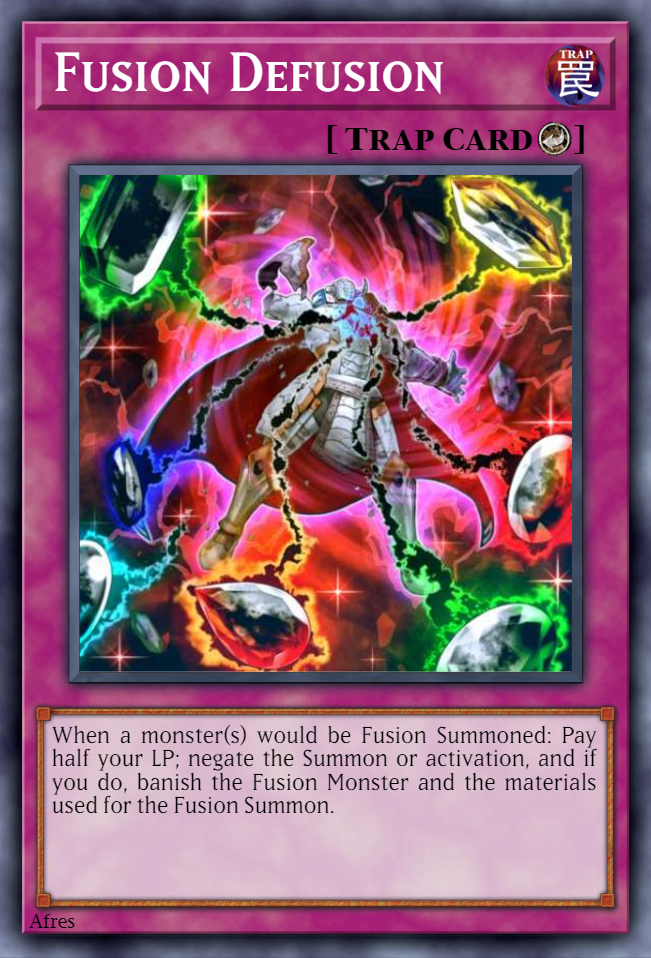 Fusion Defusion
TRAP
罠
[ Trap Card ]
When a monster(s) would be Fusion Summoned: Pay
half your LP; negate the Summon or activation, and if
you do, banish the Fusion Monster and the materials
used for the Fusion Summon.
Afres